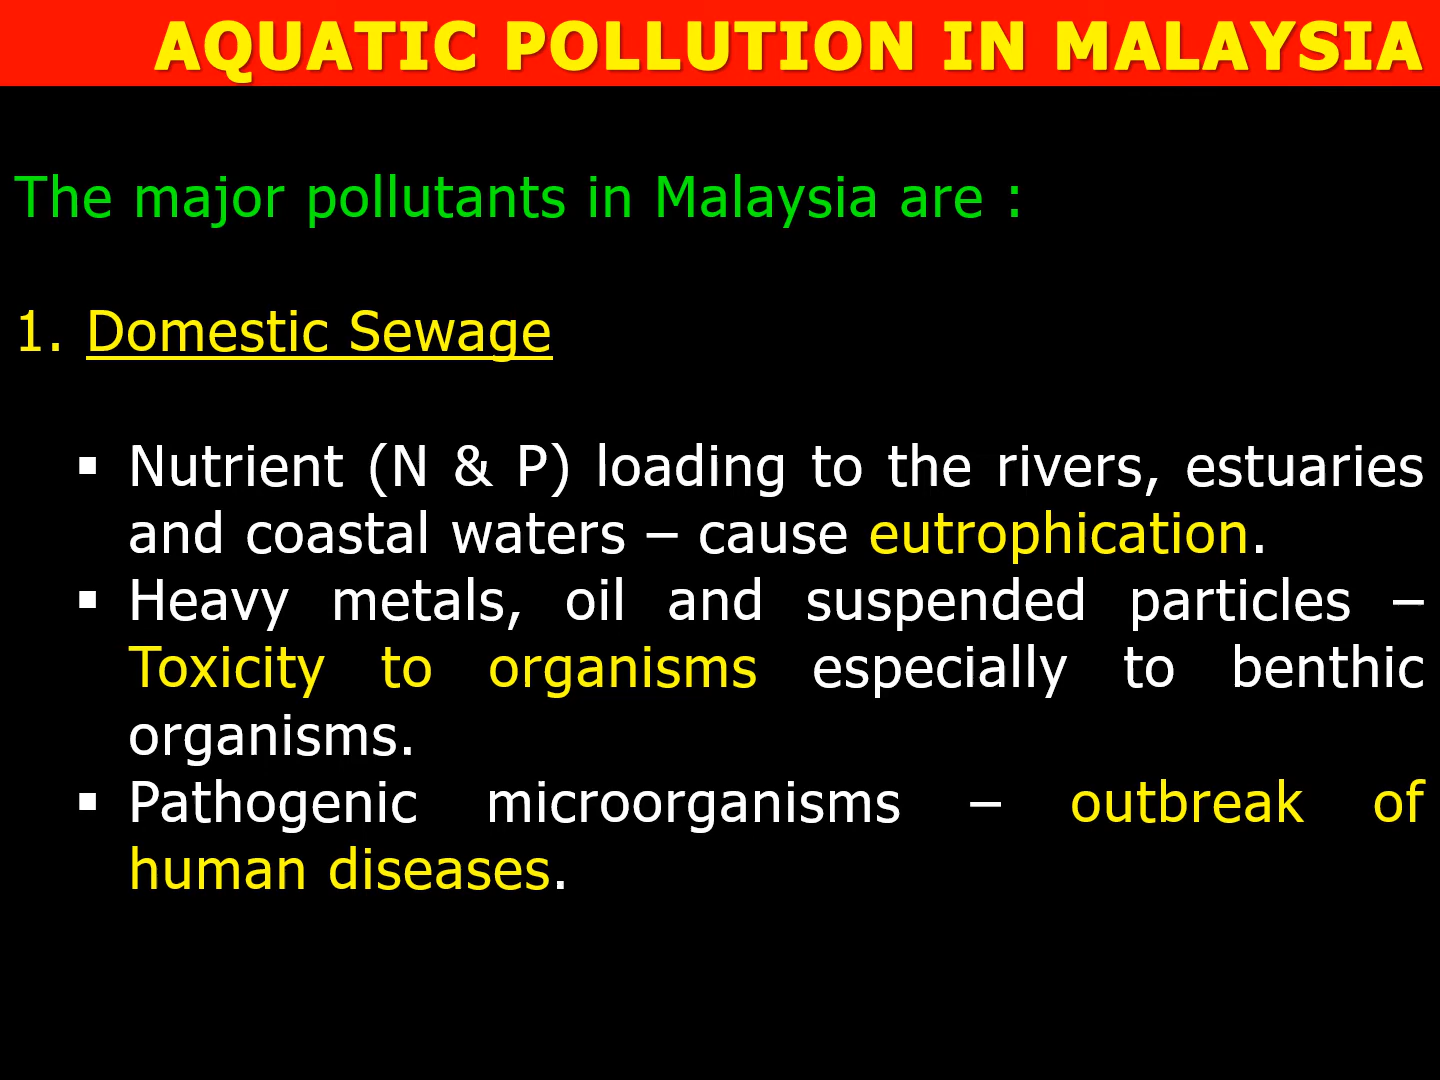 AQUATIC POLLUTION IN MALAYSIA
The major pollutants in Malaysia are :
1. Domestic Sewage
▪ Nutrient (N & P) loading to the rivers, estuaries
and coastal waters – cause eutrophication.
▪ Heavy metals, oil and suspended particles –
Toxicity to organisms especially to benthic
organisms.
▪ Pathogenic microorganisms – outbreak of
human diseases.